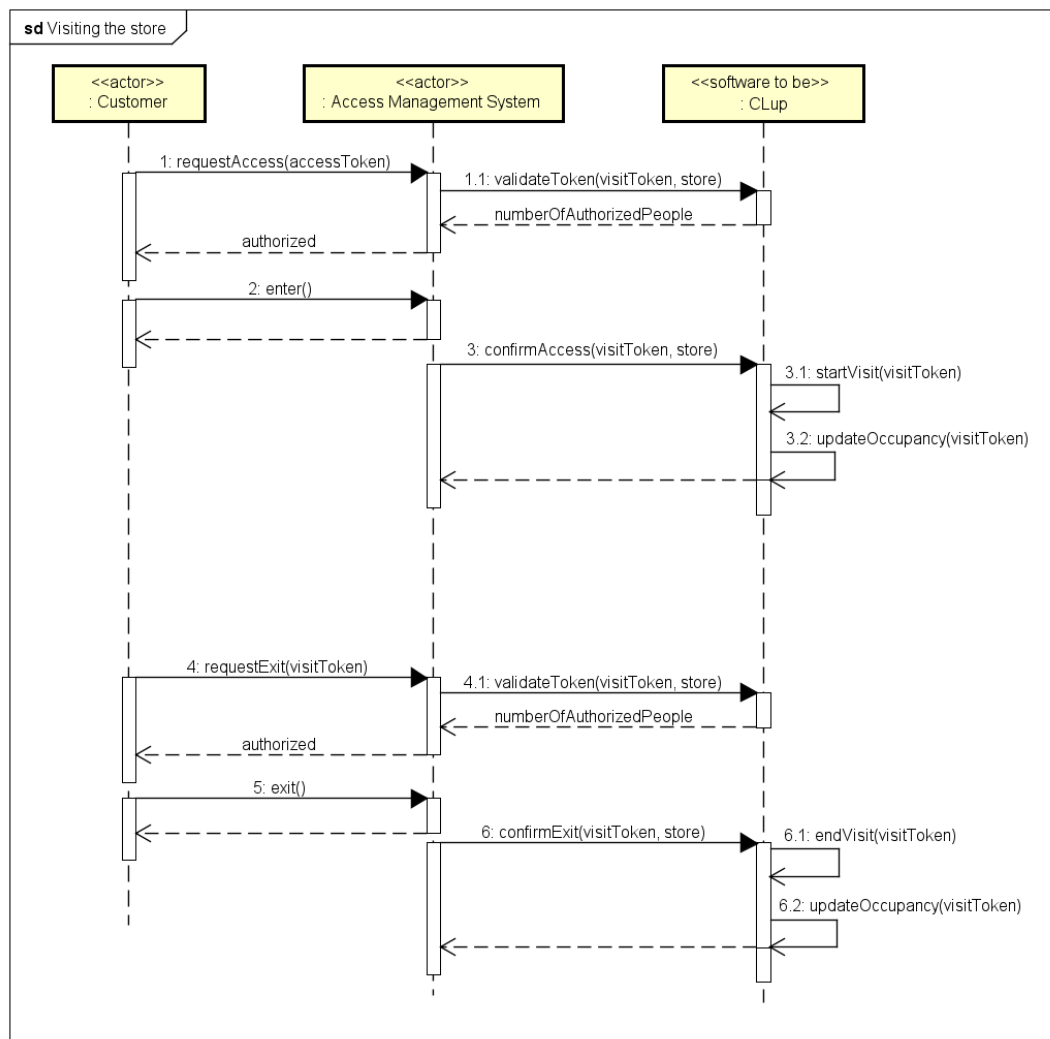 sd Visiting the store
<<actor>>
: Customer
<<actor>>
: Access Management System
<<software to be>>
: CLup
1: requestAccess(accessToken)
1.1: validateToken(visitToken, store)
numberOfAuthorizedPeople
authorized
2: enter()
3: confirmAccess(visitToken, store)
3.1: startVisit(visitToken)
3.2: updateOccupancy(visitToken)
4: requestExit(visitToken)
4.1: validateToken(visitToken, store)
numberOfAuthorizedPeople
authorized
5: exit()
6: confirmExit(visitToken, store)
6.1: endVisit(visitToken)
6.2: updateOccupancy(visitToken)